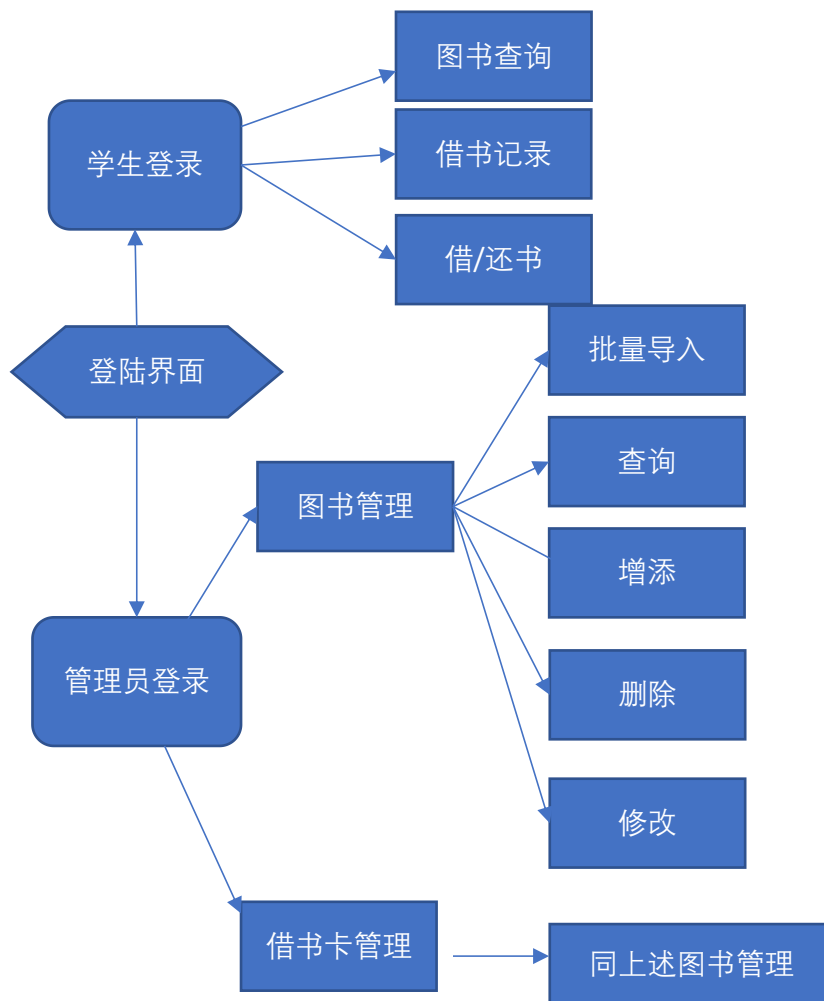 图书查询
学生登录
借书记录
借/还书
批量导入
登陆界面
查询
图书管理
增添
管理员登录
删除
修改
借书卡管理
同上述图书管理